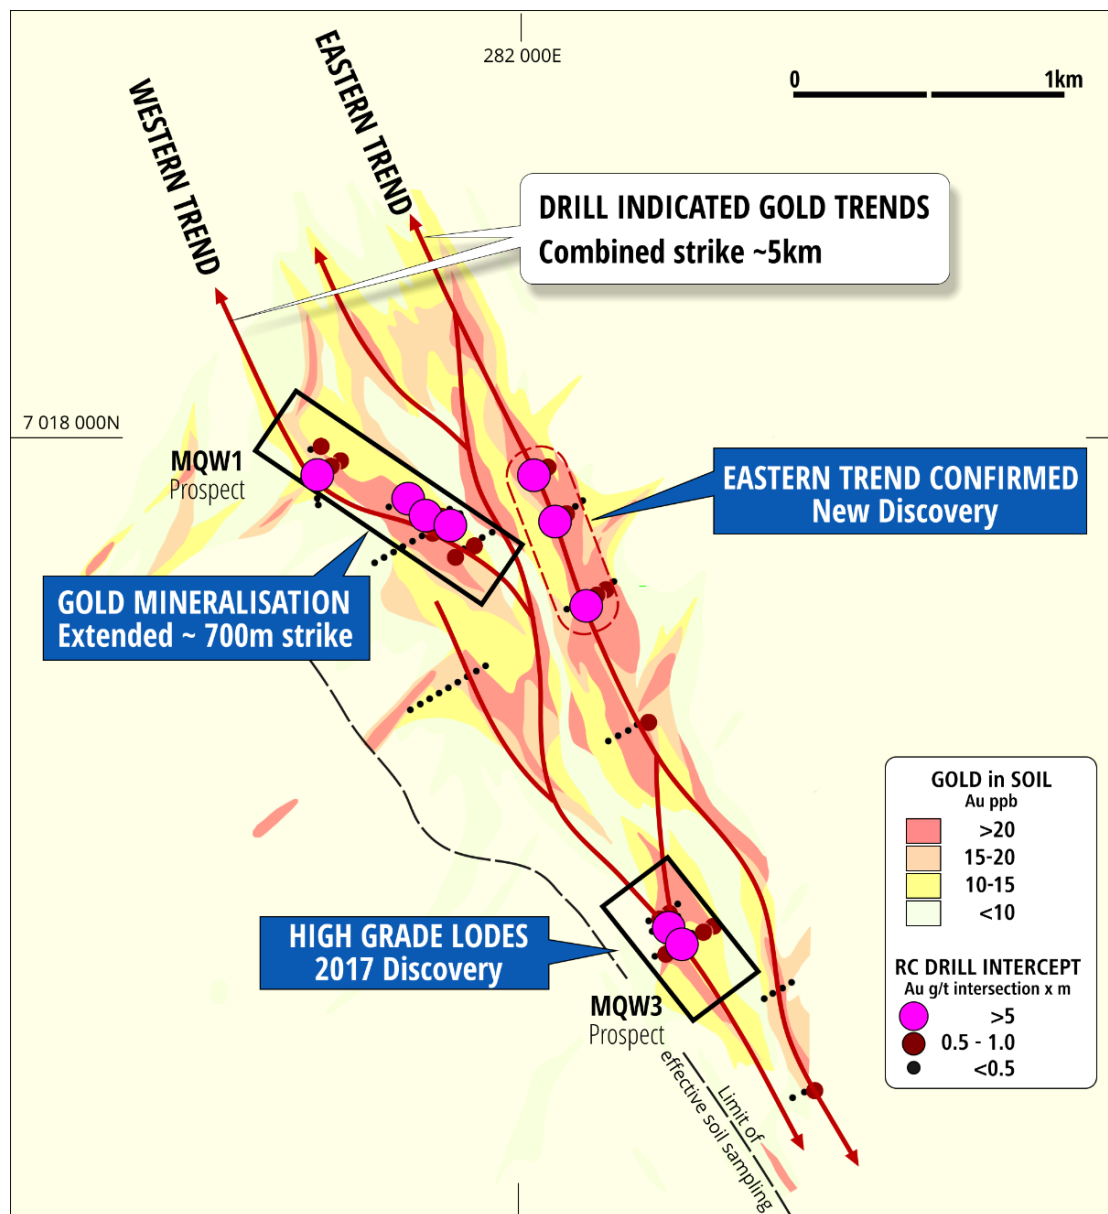 282 000E
0 1km
WESTERN TREND
EASTERN TREND
DRILL INDICATED GOLD TRENDS
Combined strike ~5km
7 018 000N
MQW1
Prospect
EASTERN TREND CONFIRMED
New Discovery
GOLD MINERALISATION
Extended ~ 700m strike
HIGH GRADE LODES
2017 Discovery
MQW3
Prospect
Limit of
effective soil sampling
GOLD in SOIL
Au ppb
>20
15-20
10-15
<10
RC DRILL INTERCEPT
Au g/t intersection x m
>5
0.5 - 1.0
<0.5